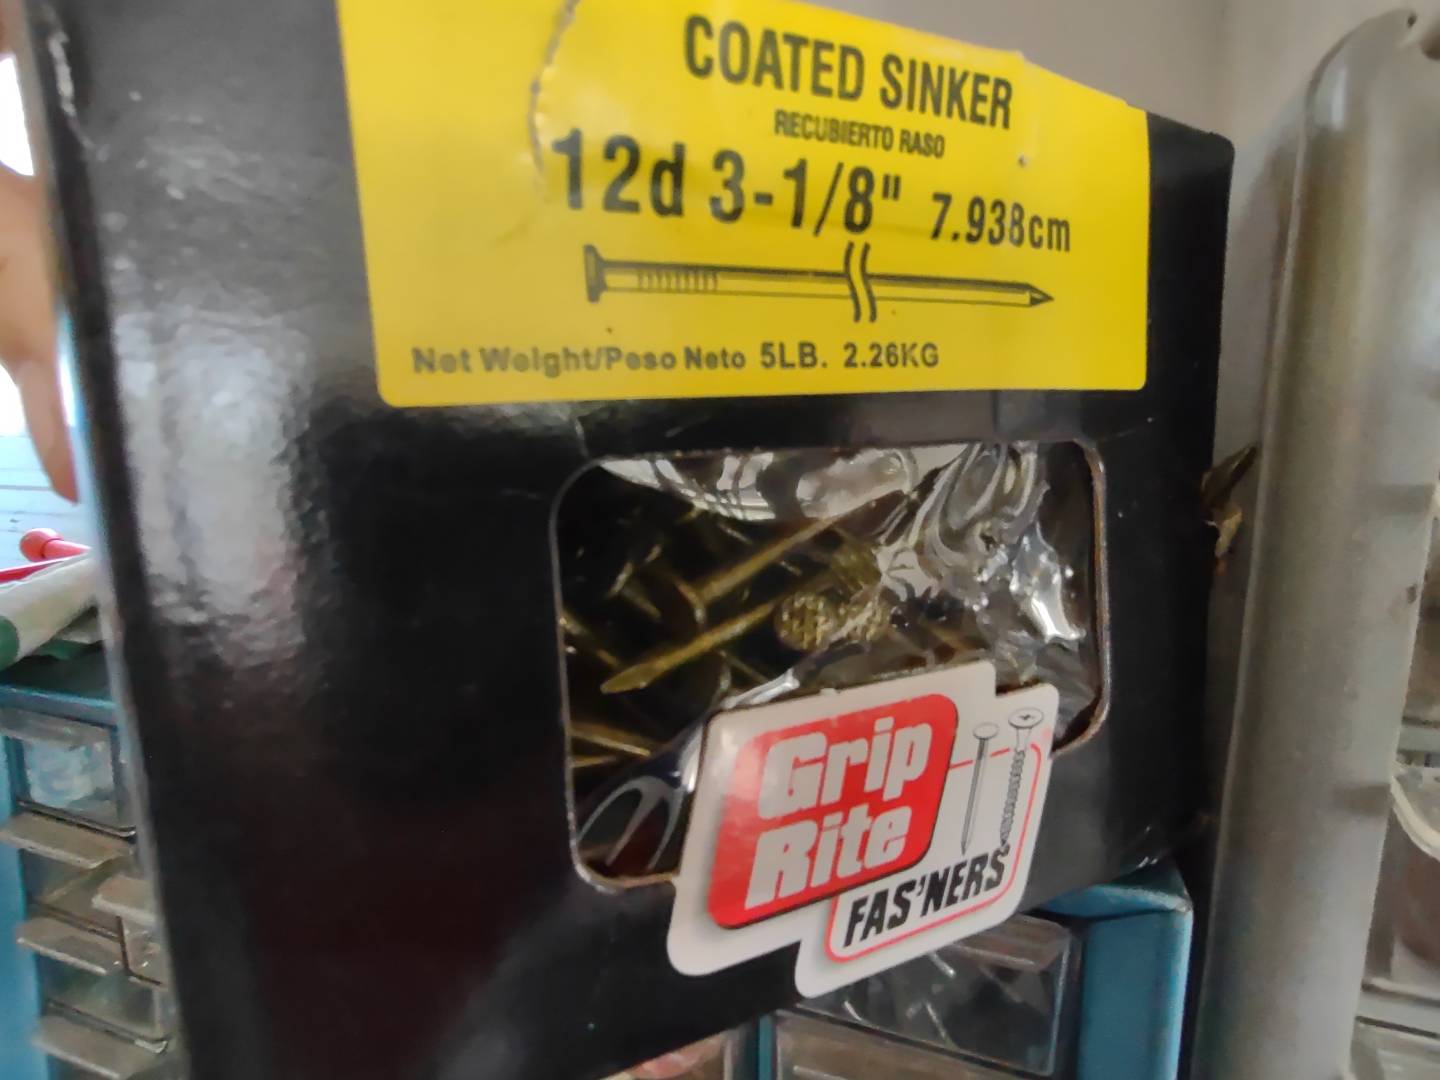 COATED SINKER
RECUBIERTO RASO
12d 3-1/8" 7.938cm
Net Weight/Peso Neto 5LB. 2.26KG
Grip
Rite
FAS'NERS